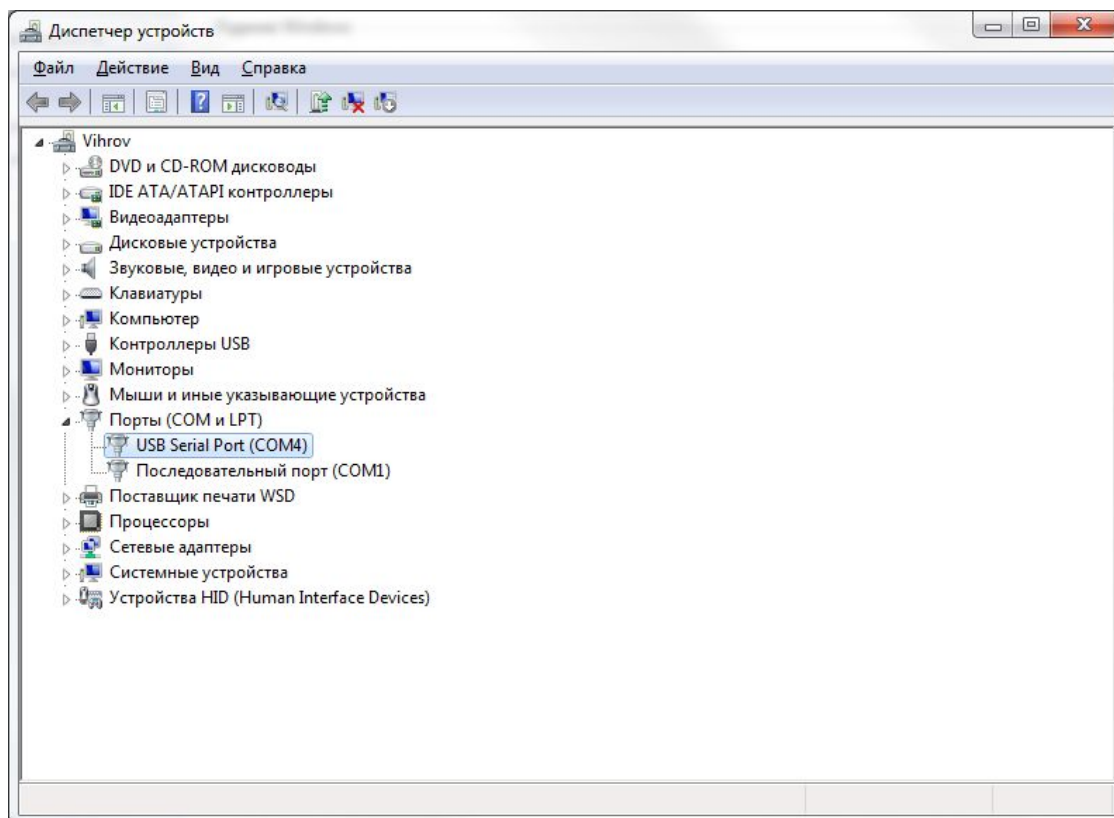 Диспетчер устройств
Файл Действие Вид Справка
Vihrov
DVD и CD-ROM дисководы
IDE ATA/ATAPI контроллеры
Видеоадаптеры
Дисковые устройства
Звуковые, видео и игровые устройства
Клавиатуры
Компьютер
Контроллеры USB
Мониторы
Мыши и иные указывающие устройства
Порты (COM и LPT)
USB Serial Port (COM4)
Последовательный порт (COM1)
Поставщик печати WSD
Процессоры
Сетевые адаптеры
Системные устройства
Устройства HID (Human Interface Devices)